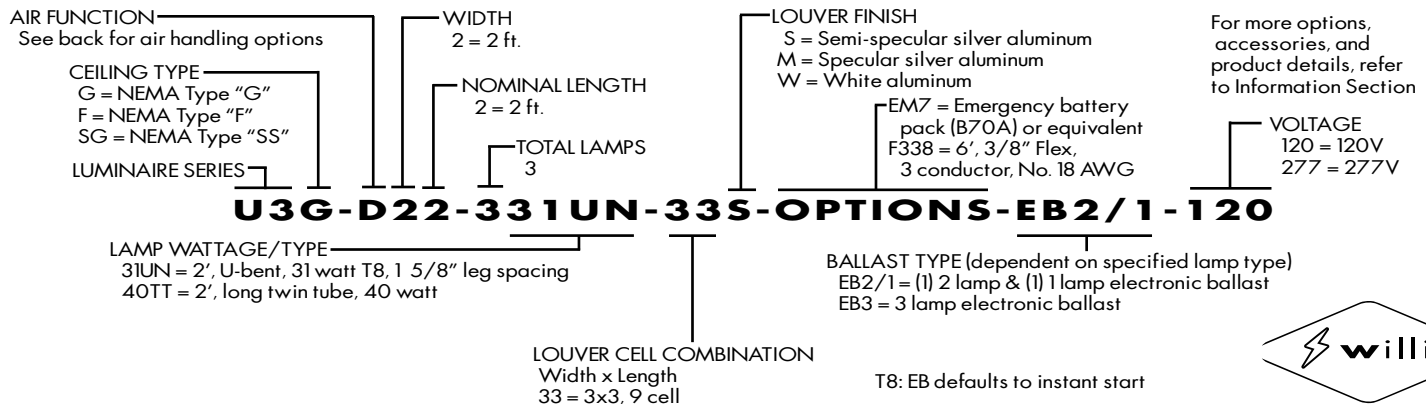 AIR FUNCTION
See back for air handling options
CEILING TYPE
G = NEMA Type "G"
F = NEMA Type "F"
SG = NEMA Type "SS"
LUMINAIRE SERIES
WIDTH
2 = 2 ft.
NOMINAL LENGTH
2 = 2 ft.
TOTAL LAMPS
3
LOUVER FINISH
S = Semi-specular silver aluminum
M = Specular silver aluminum
W = White aluminum
EM7 = Emergency battery
pack (B70A) or equivalent
F338 = 6', 3/8" Flex,
3 conductor, No. 18 AWG
For more options,
accessories, and
product details, refer
to Information Section
VOLTAGE
120 = 120V
277 = 277V
U3G-D22-331UN-33S-OPTIONS-EB2/1-120
LAMP WATTAGE/TYPE
31UN = 2', U-bent, 31 watt T8, 1 5/8" leg spacing
40TT = 2', long twin tube, 40 watt
LOUVER CELL COMBINATION
Width x Length
33 = 3x3, 9 cell
BALLAST TYPE (dependent on specified lamp type)
EB2/1 = (1) 2 lamp & (1) 1 lamp electronic ballast
EB3 = 3 lamp electronic ballast
T8: EB defaults to instant start